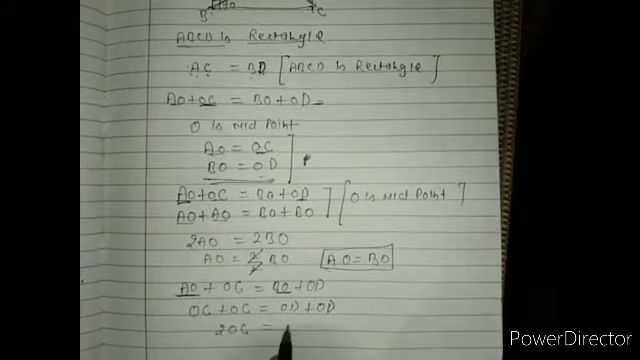 B C
ABCD is Rectangle
AC = BD [ABCD is Rectangle]
AO+OC = BO+OD
O is mid Point
AO = OC
BO = OD
AO+OC = BO+OD [O is mid Point]
AO+AO = BO+BO
2AO = 2BO
AO = 2/2 BO AO=BO
AO + OC = BO+OD
OC +OC = OD+OD
2OC =
PowerDirector